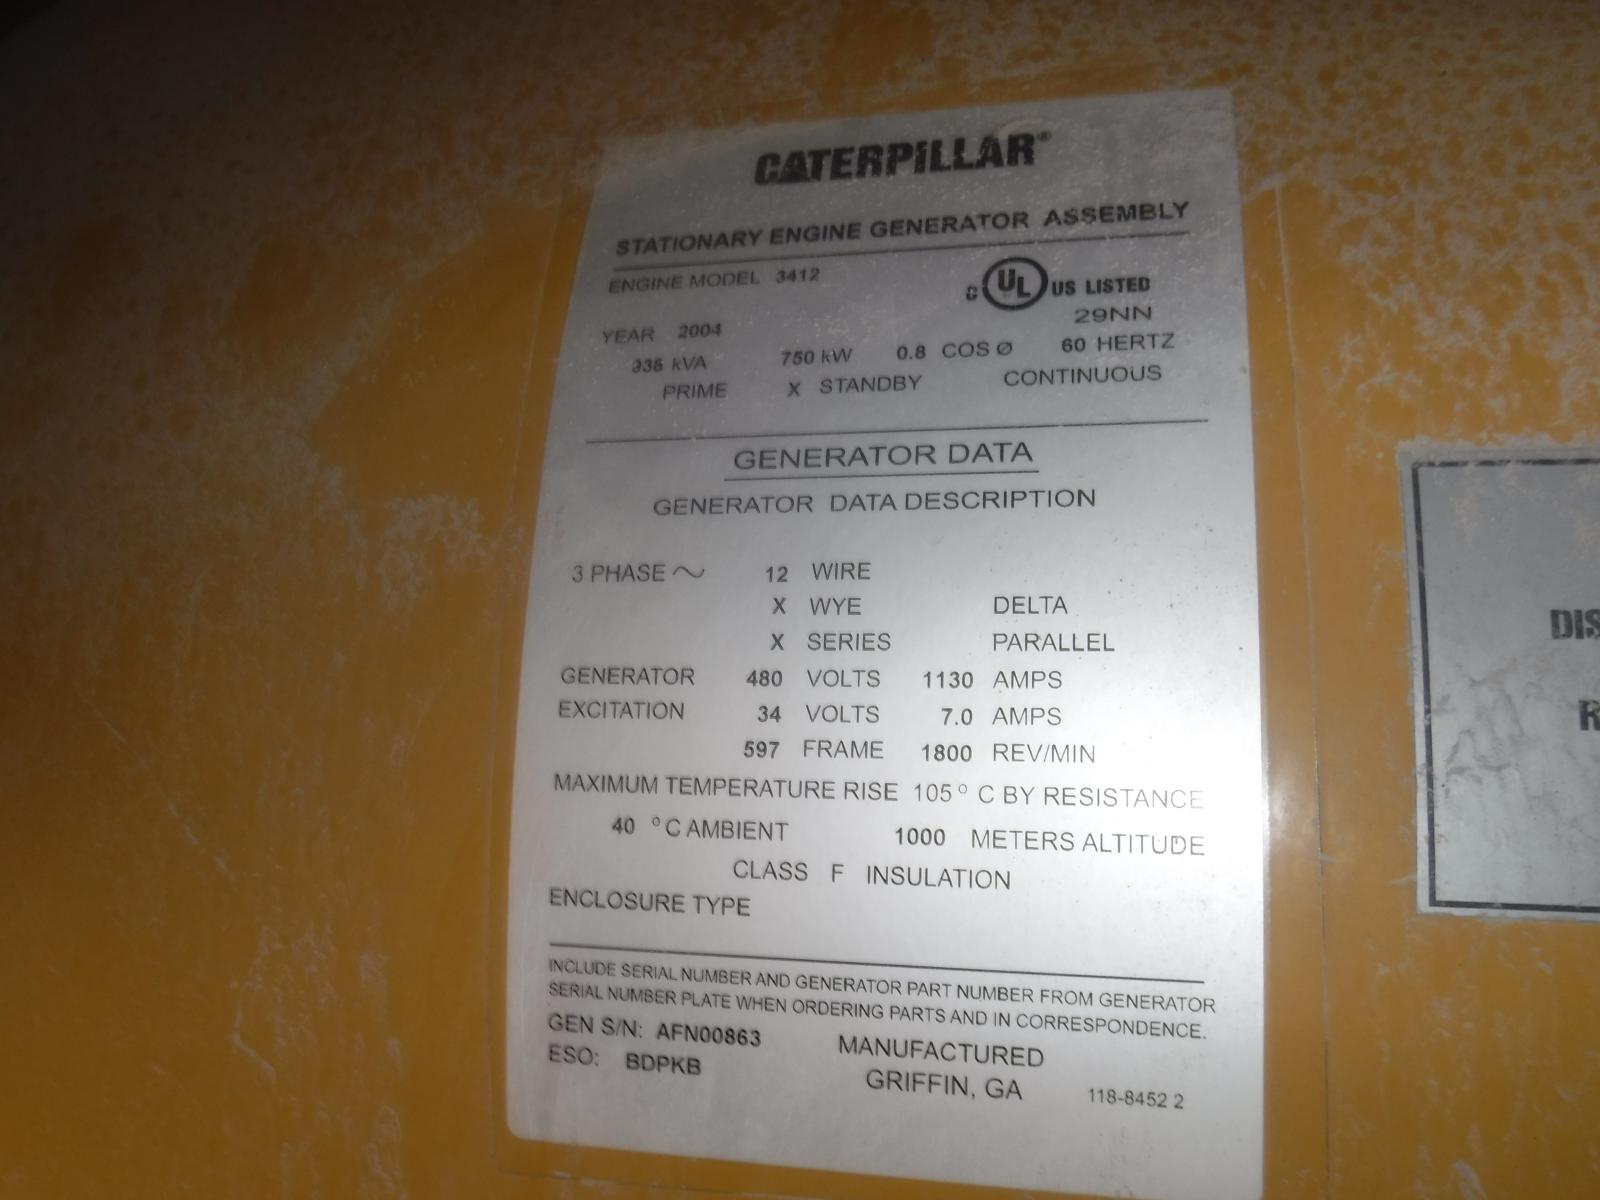 CATERPILLAR®
STATIONARY ENGINE GENERATOR ASSEMBLY
ENGINE MODEL 3412
c UL US LISTED
29NN
YEAR 2004
938 kVA 750 kW 0.8 COS Ø 60 HERTZ
PRIME X STANDBY CONTINUOUS
GENERATOR DATA
GENERATOR DATA DESCRIPTION
3 PHASE ~ 12 WIRE
X WYE DELTA
X SERIES PARALLEL
GENERATOR 480 VOLTS 1130 AMPS
EXCITATION 34 VOLTS 7.0 AMPS
597 FRAME 1800 REV/MIN
MAXIMUM TEMPERATURE RISE 105° C BY RESISTANCE
40 °C AMBIENT 1000 METERS ALTITUDE
CLASS F INSULATION
ENCLOSURE TYPE
INCLUDE SERIAL NUMBER AND GENERATOR PART NUMBER FROM GENERATOR
SERIAL NUMBER PLATE WHEN ORDERING PARTS AND IN CORRESPONDENCE.
GEN S/N: AFN00863
ESO: BDPKB
MANUFACTURED
GRIFFIN, GA
118-8452 2
DIS
R